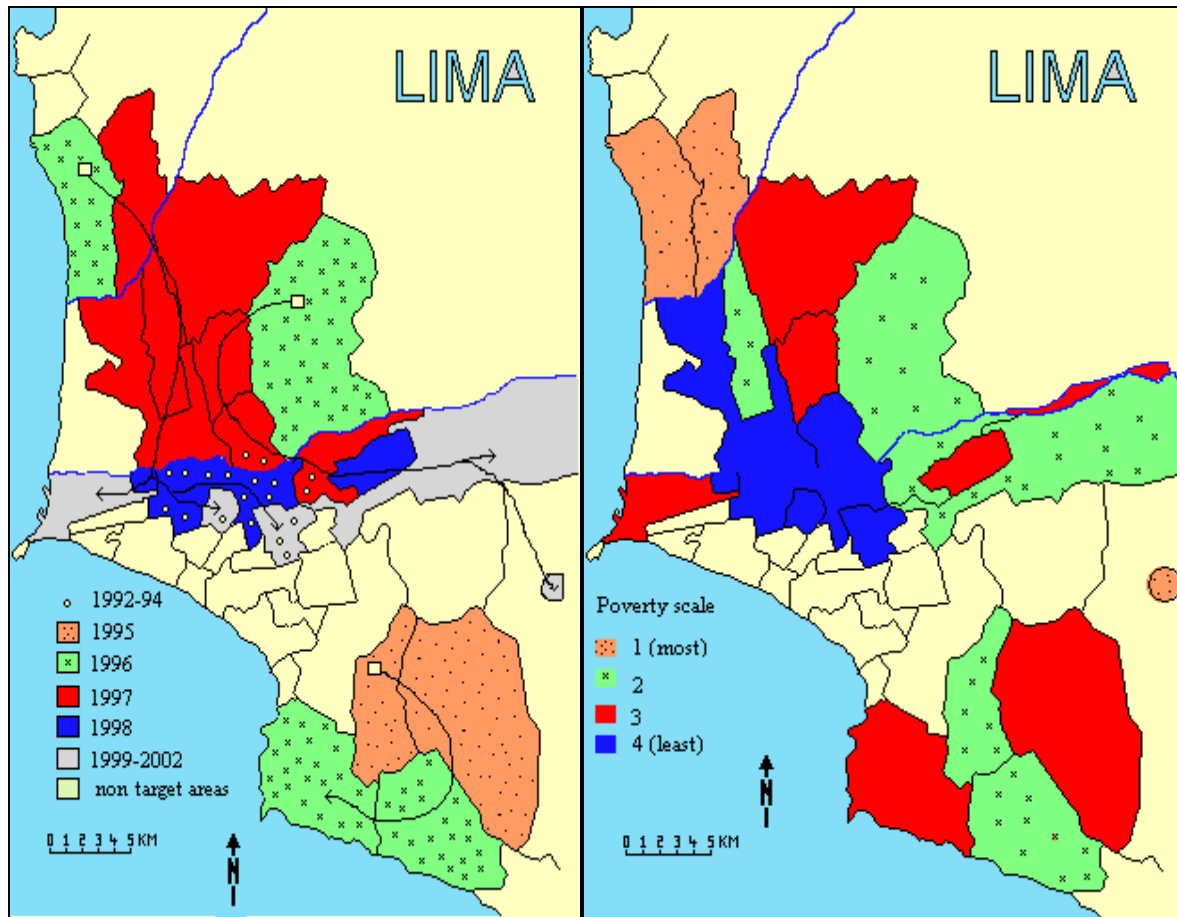 LIMA
1992-94
1995
1996
1997
1998
1999-2002
non target areas
0 1 2 3 4 5 KM
N
LIMA
Poverty scale
1 (most)
2
3
4 (least)
N
0 1 2 3 4 5 KM